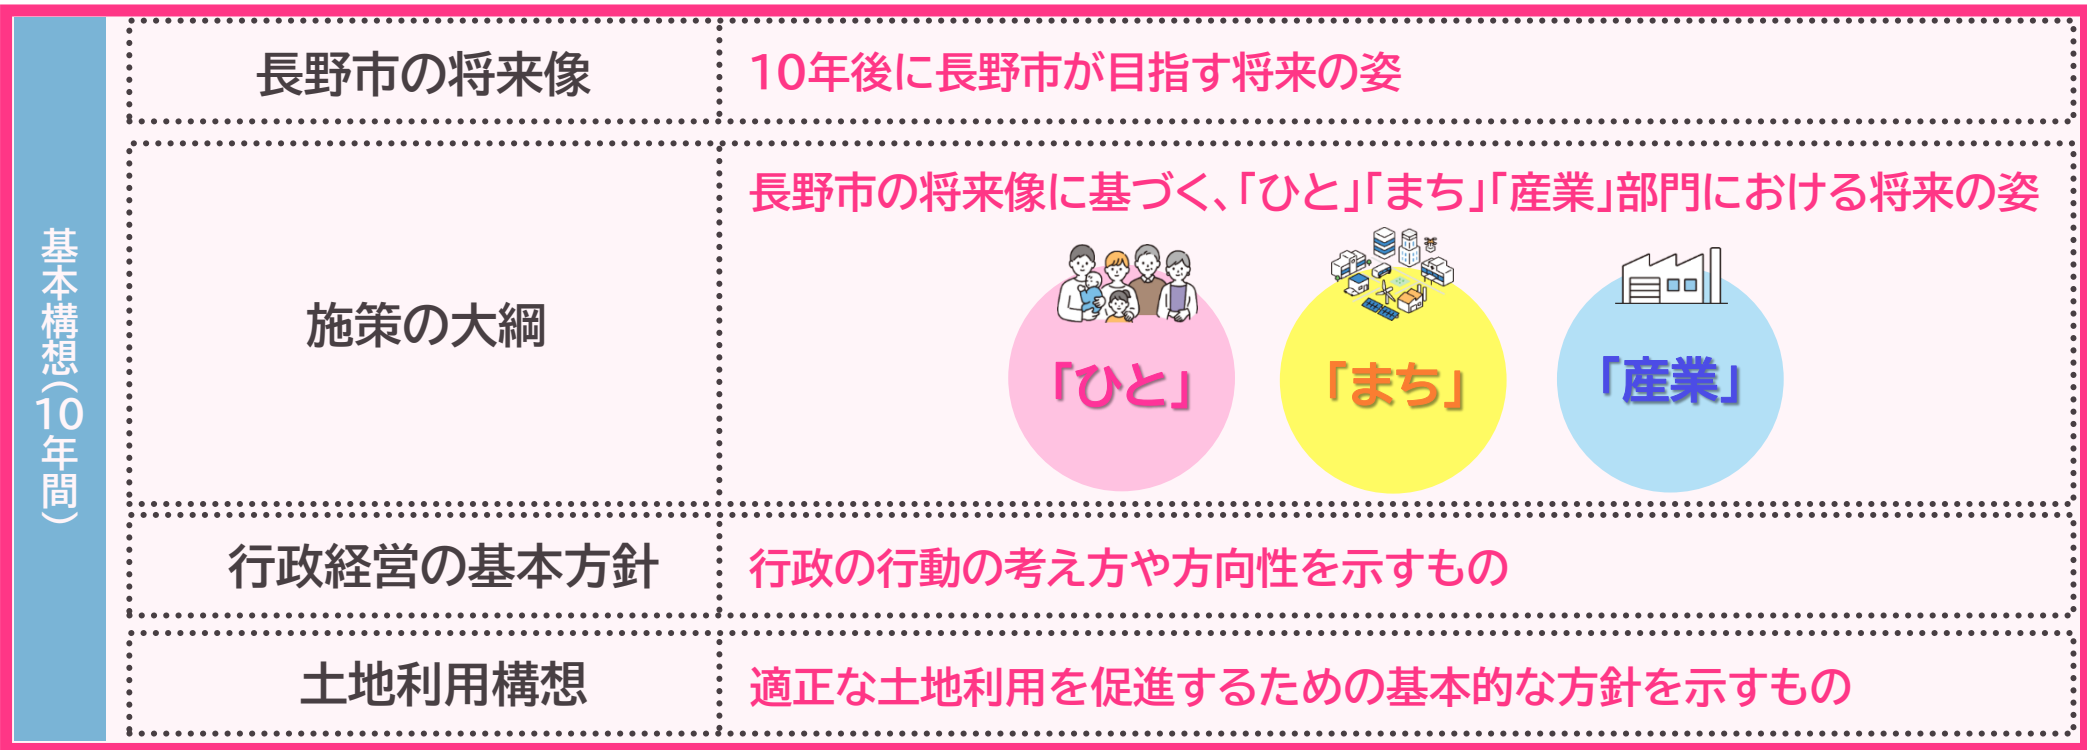 基本構想(10年間)
長野市の将来像
10年後に長野市が目指す将来の姿
施策の大綱
長野市の将来像に基づく、「ひと」「まち」「産業」部門における将来の姿
「ひと」
「まち」
「産業」
行政経営の基本方針
行政の行動の考え方や方向性を示すもの
土地利用構想
適正な土地利用を促進するための基本的な方針を示すもの